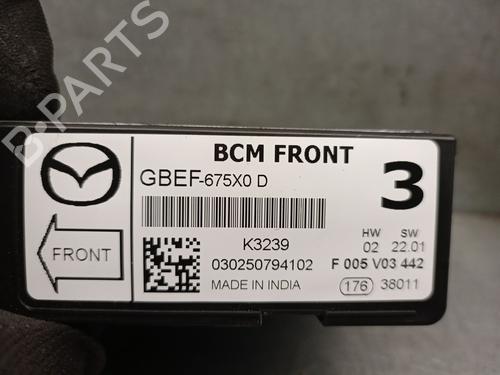 B-PARTS
BCM FRONT
GBEF-675X0 D
3
FRONT
K3239
030250794102
MADE IN INDIA
HW SW
02 22.01
F 005 V03 442
176 38011